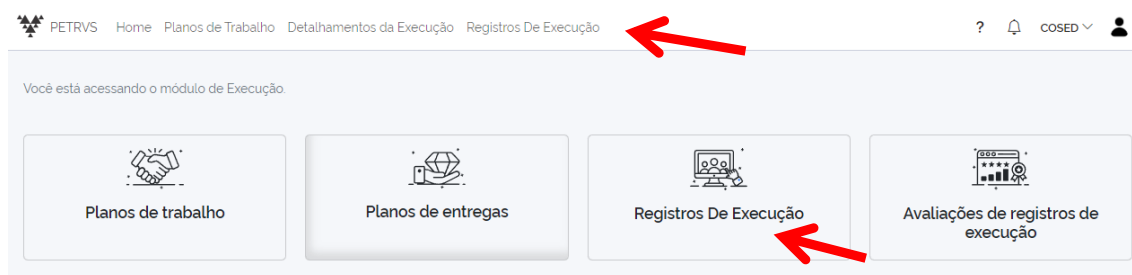 PETRVS Home Planos de Trabalho Detalhamentos da Execução Registros De Execução ? COSED
Você está acessando o módulo de Execução.
Planos de trabalho
Planos de entregas
Registros De Execução
Avaliações de registros de
execução